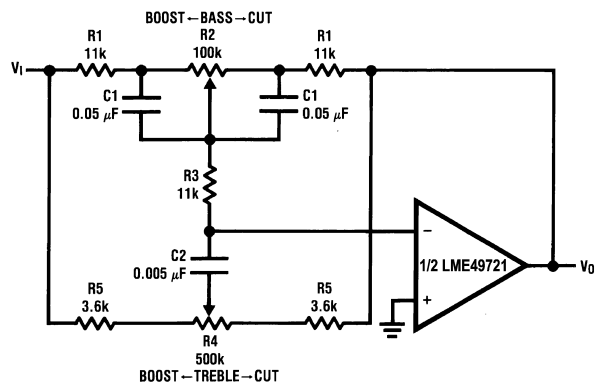 BOOST←BASS→CUT
R1
11k
R2
100k
R1
11k
VI
C1
0.05 µF
C1
0.05 µF
R3
11k
C2
0.005 µF
−
1/2 LME49721
+
VO
R5
3.6k
R5
3.6k
R4
500k
BOOST←TREBLE→CUT